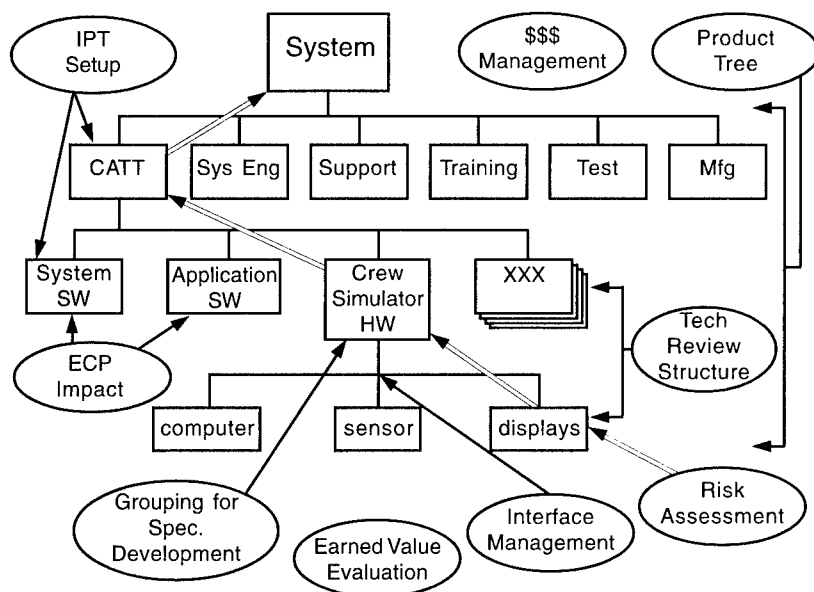 IPT
Setup
System
$$$
Management
Product
Tree
CATT
Sys Eng
Support
Training
Test
Mfg
System
SW
Application
SW
Crew
Simulator
HW
XXX
ECP
Impact
Tech
Review
Structure
computer
sensor
displays
Grouping for
Spec.
Development
Earned Value
Evaluation
Interface
Management
Risk
Assessment